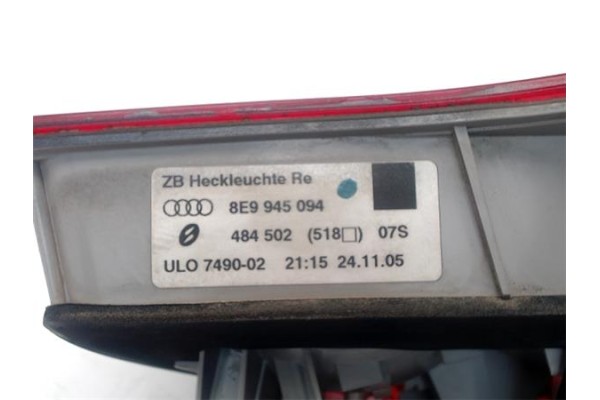 ZB Heckleuchte Re
8E9 945 094
484 502 (518□) 07S
ULO 7490-02 21:15 24.11.05